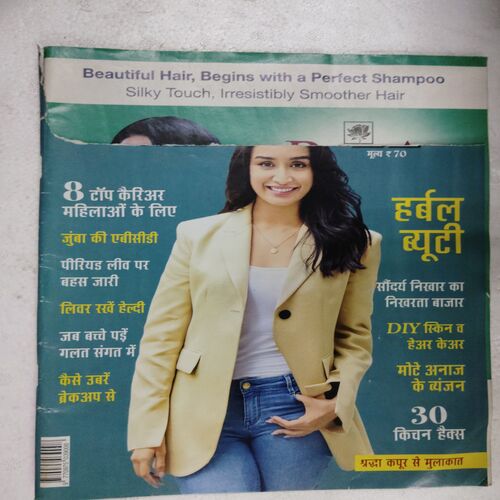 Beautiful Hair, Begins with a Perfect Shampoo
Silky Touch, Irresistibly Smoother Hair
मूल्य ₹ 70
8 टॉप कैरिअर
महिलाओं के लिए
जुंबा की एबीसीडी
पीरियड लीव पर
बहस जारी
लिवर रखें हैल्दी
जब बच्चे पड़ें
गलत संगत में
कैसे उबरें
ब्रेकअप से
हर्बल
ब्यूटी
सौंदर्य निखार का
निखरता बाजार
DIY स्किन व
हेअर केअर
मोटे अनाज
के व्यंजन
30
किचन हैक्स
श्रद्धा कपूर से मुलाकात